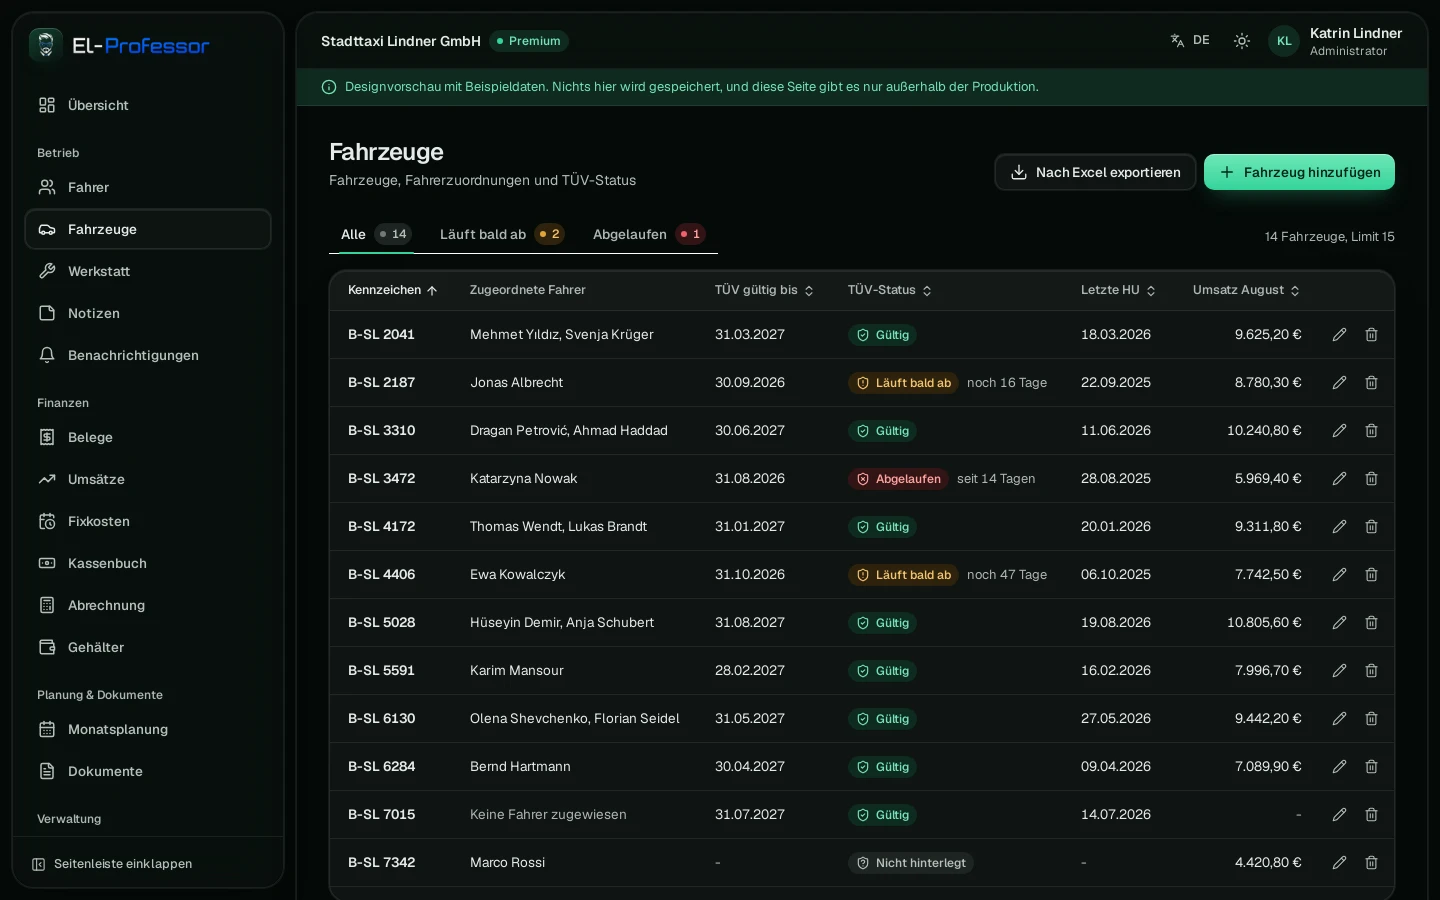 El-Professor
Übersicht
Betrieb
Fahrer
Fahrzeuge
Werkstatt
Notizen
Benachrichtigungen
Finanzen
Belege
Umsätze
Fixkosten
Kassenbuch
Abrechnung
Gehälter
Planung & Dokumente
Monatsplanung
Dokumente
Verwaltung
Seitenleiste einklappen
Stadttaxi Lindner GmbH Premium
DE
KL
Katrin Lindner
Administrator
Designvorschau mit Beispieldaten. Nichts hier wird gespeichert, und diese Seite gibt es nur außerhalb der Produktion.
Fahrzeuge
Fahrzeuge, Fahrerzuordnungen und TÜV-Status
Nach Excel exportieren
Fahrzeug hinzufügen
Alle 14 Läuft bald ab 2 Abgelaufen 1
14 Fahrzeuge, Limit 15
Kennzeichen Zugeordnete Fahrer TÜV gültig bis TÜV-Status Letzte HU Umsatz August
B-SL 2041 Mehmet Yıldız, Svenja Krüger 31.03.2027 Gültig 18.03.2026 9.625,20 €
B-SL 2187 Jonas Albrecht 30.09.2026 Läuft bald ab noch 16 Tage 22.09.2025 8.780,30 €
B-SL 3310 Dragan Petrović, Ahmad Haddad 30.06.2027 Gültig 11.06.2026 10.240,80 €
B-SL 3472 Katarzyna Nowak 31.08.2026 Abgelaufen seit 14 Tagen 28.08.2025 5.969,40 €
B-SL 4172 Thomas Wendt, Lukas Brandt 31.01.2027 Gültig 20.01.2026 9.311,80 €
B-SL 4406 Ewa Kowalczyk 31.10.2026 Läuft bald ab noch 47 Tage 06.10.2025 7.742,50 €
B-SL 5028 Hüseyin Demir, Anja Schubert 31.08.2027 Gültig 19.08.2026 10.805,60 €
B-SL 5591 Karim Mansour 28.02.2027 Gültig 16.02.2026 7.996,70 €
B-SL 6130 Olena Shevchenko, Florian Seidel 31.05.2027 Gültig 27.05.2026 9.442,20 €
B-SL 6284 Bernd Hartmann 30.04.2027 Gültig 09.04.2026 7.089,90 €
B-SL 7015 Keine Fahrer zugewiesen 31.07.2027 Gültig 14.07.2026 -
B-SL 7342 Marco Rossi - Nicht hinterlegt - 4.420,80 €